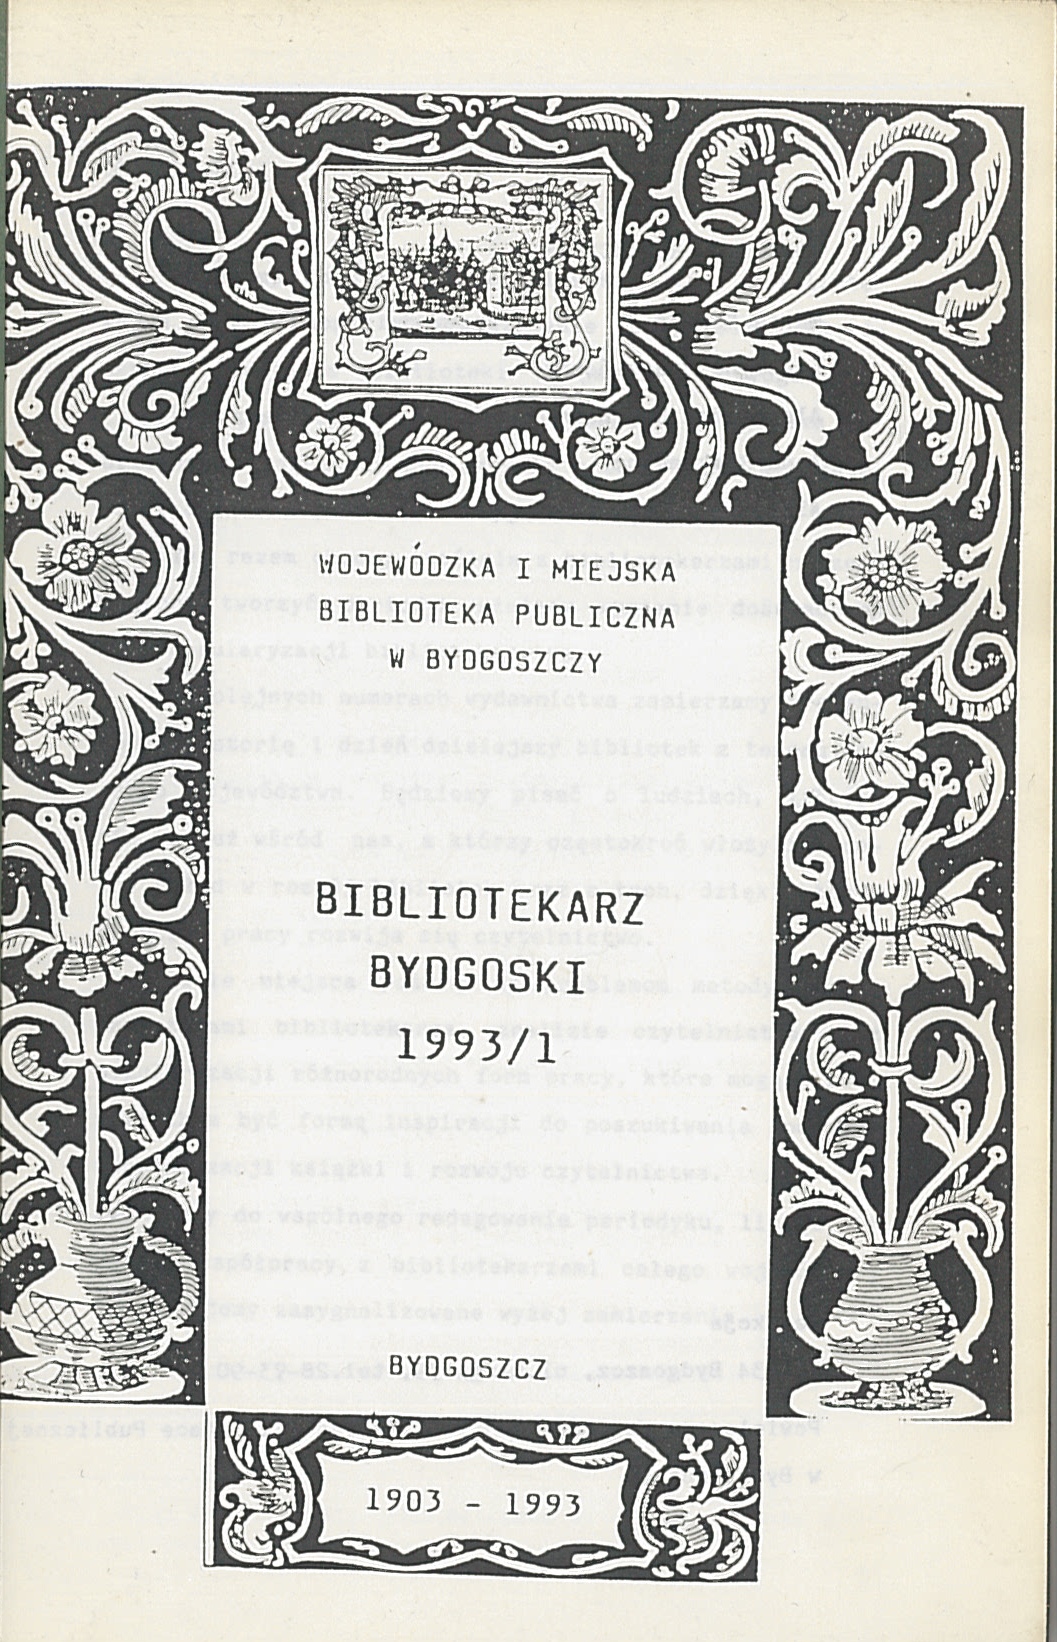 WOJEWÓDZKA I MIEJSKA
BIBLIOTEKA PUBLICZNA
W BYDGOSZCZY
BIBLIOTEKARZ
BYDGOSKI
1993/1
BYDGOSZCZ
1903 - 1993